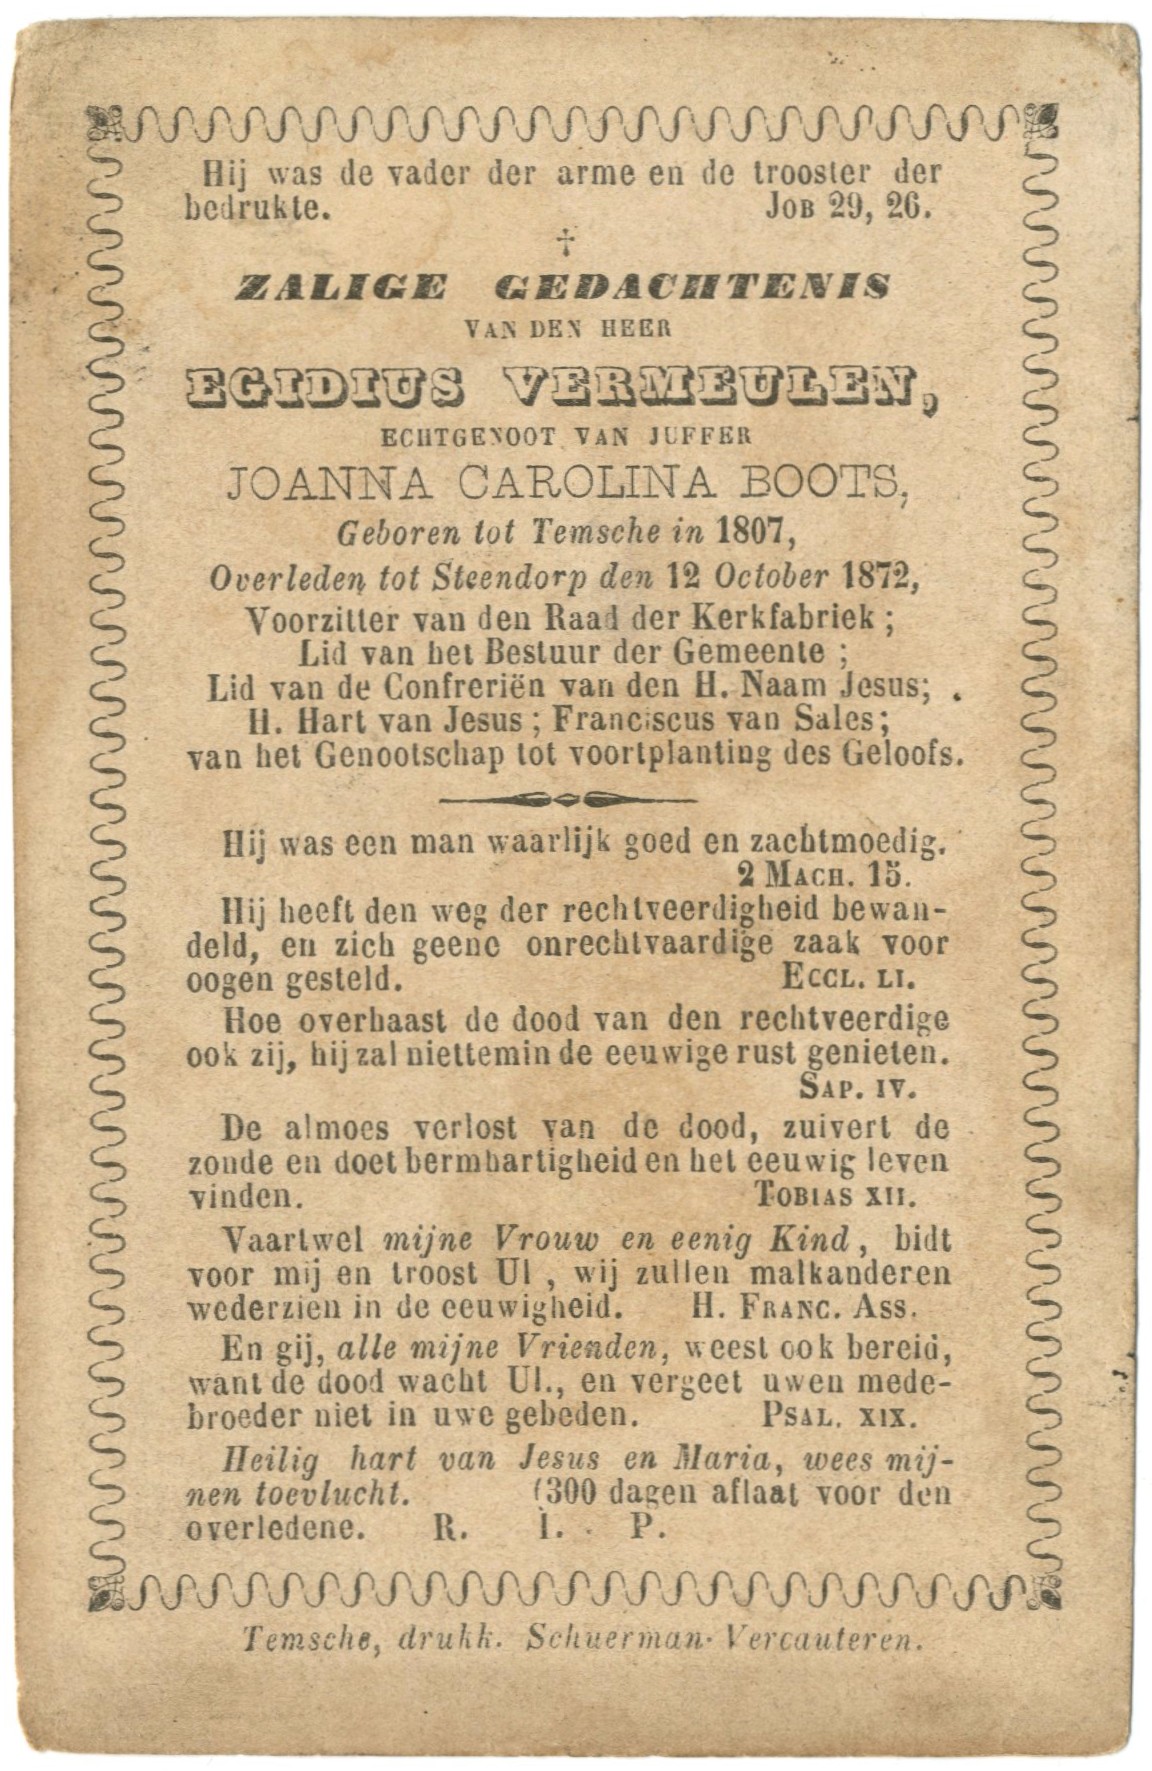 Hij was de vader der arme en de trooster der
bedrukte. JOB 29, 26.
†
ZALIGE GEDACHTENIS
VAN DEN HEER
EGIDIUS VERMEULEN,
ECHTGENOOT VAN JUFFER
JOANNA CAROLINA BOOTS,
Geboren tot Temsche in 1807,
Overleden tot Steendorp den 12 October 1872,
Voorzitter van den Raad der Kerkfabriek ;
Lid van het Bestuur der Gemeente ;
Lid van de Confreriën van den H. Naam Jesus;
H. Hart van Jesus ; Franciscus van Sales;
van het Genootschap tot voortplanting des Geloofs.
Hij was een man waarlijk goed en zachtmoedig.
2 MACH. 15.
Hij heeft den weg der rechtveerdigheid bewan-
deld, en zich geene onrechtvaardige zaak voor
oogen gesteld. ECCL. LI.
Hoe overhaast de dood van den rechtveerdige
ook zij, hij zal niettemin de eeuwige rust genieten.
SAP. IV.
De almoes verlost van de dood, zuivert de
zonde en doet bermhartigheid en het eeuwig leven
vinden. TOBIAS XII.
Vaartwel mijne Vrouw en eenig Kind, bidt
voor mij en troost Ul , wij zullen malkanderen
wederzien in de eeuwigheid. H. FRANC. ASS.
En gij, alle mijne Vrienden, weest ook bereid,
want de dood wacht Ul., en vergeet uwen mede-
broeder niet in uwe gebeden. PSAL. XIX.
Heilig hart van Jesus en Maria, wees mij-
nen toevlucht. (300 dagen aflaat voor den
overledene. R. I. P.
Temsche, drukk. Schuerman-Vercauteren.